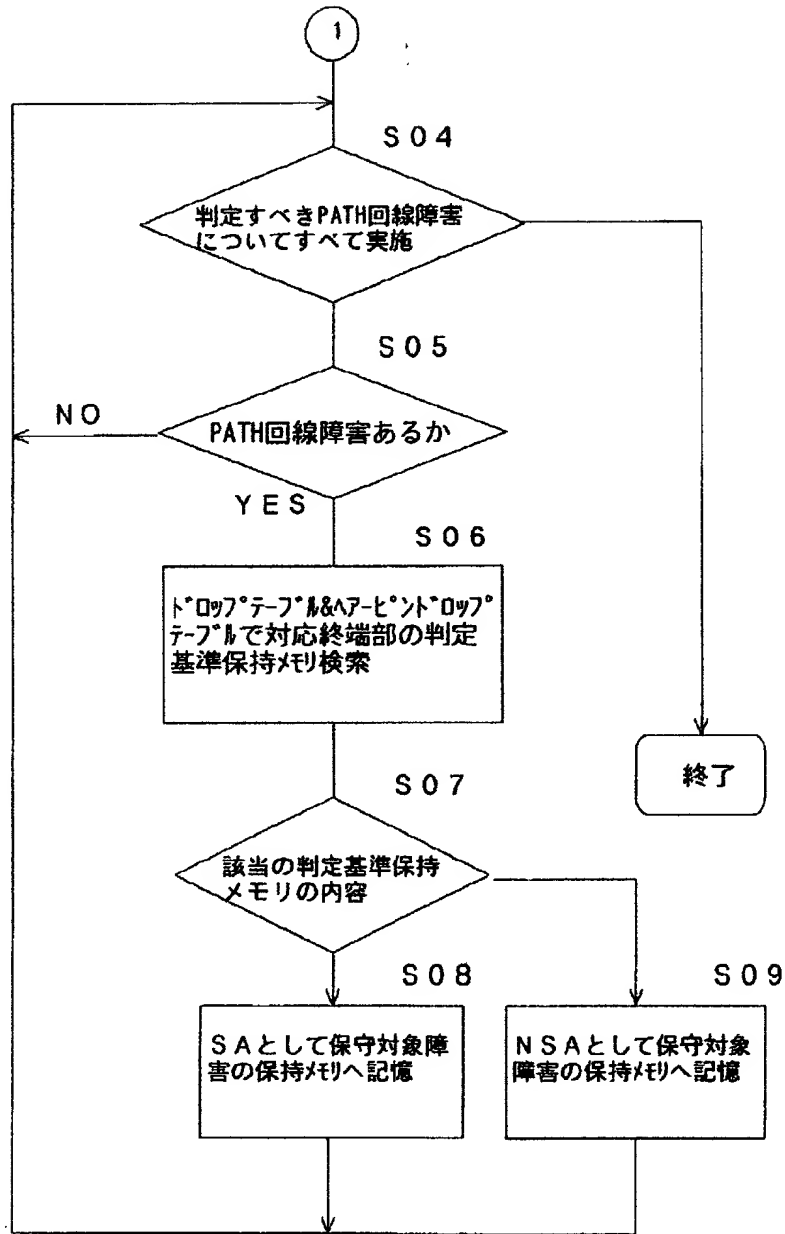 1
S04
判定すべきPATH回線障害
についてすべて実施
S05
NO
PATH回線障害あるか
YES
S06
ﾄﾞﾛｯﾌﾟﾃｰﾌﾞﾙ&ﾍｱｰﾋﾟﾝﾄﾞﾛｯﾌﾟ
ﾃｰﾌﾞﾙで対応終端部の判定
基準保持ﾒﾓﾘ検索
終了
S07
該当の判定基準保持
メモリの内容
S08
S09
SAとして保守対象障
害の保持ﾒﾓﾘへ記憶
NSAとして保守対象
障害の保持ﾒﾓﾘへ記憶